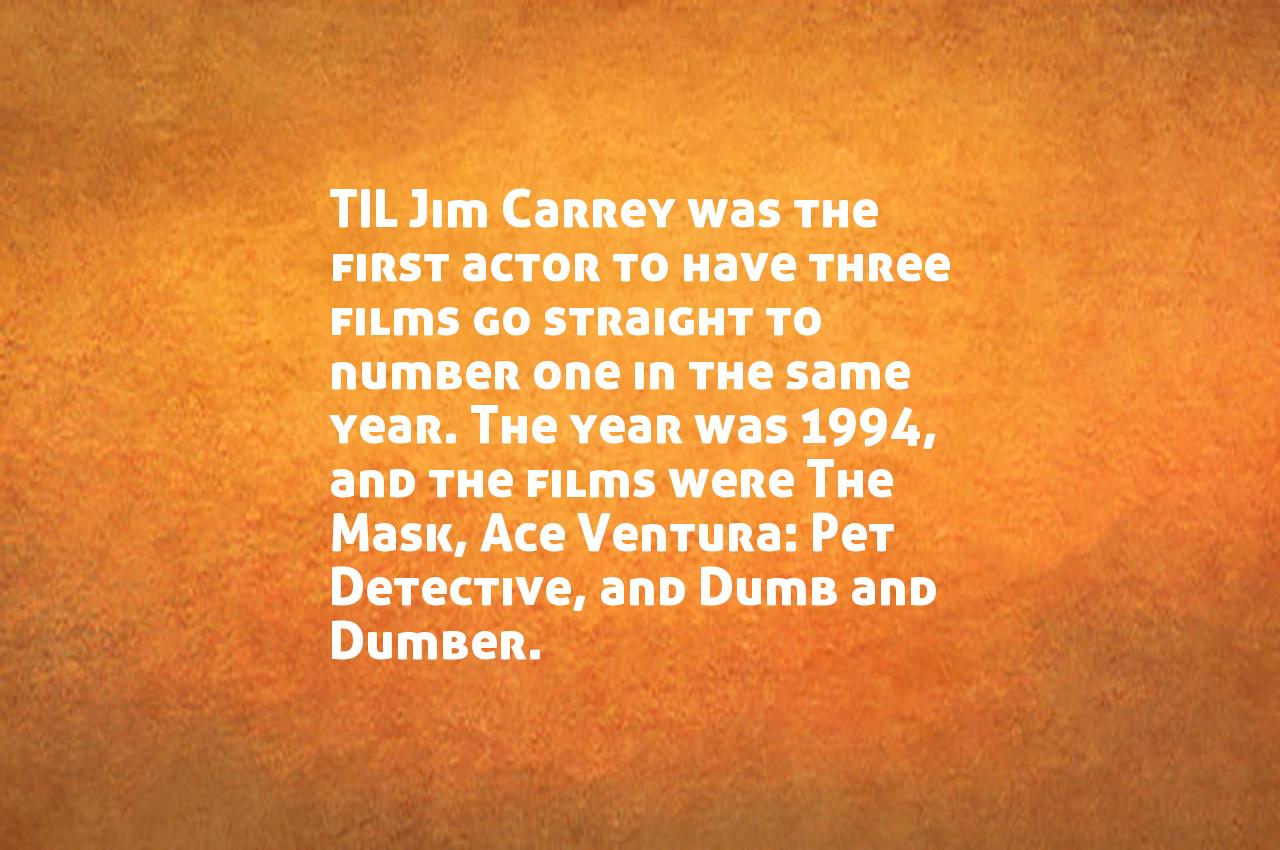 TIL Jim Carrey was the
first actor to have three
films go straight to
number one in the same
year. The year was 1994,
and the films were The
Mask, Ace Ventura: Pet
Detective, and Dumb and
Dumber.